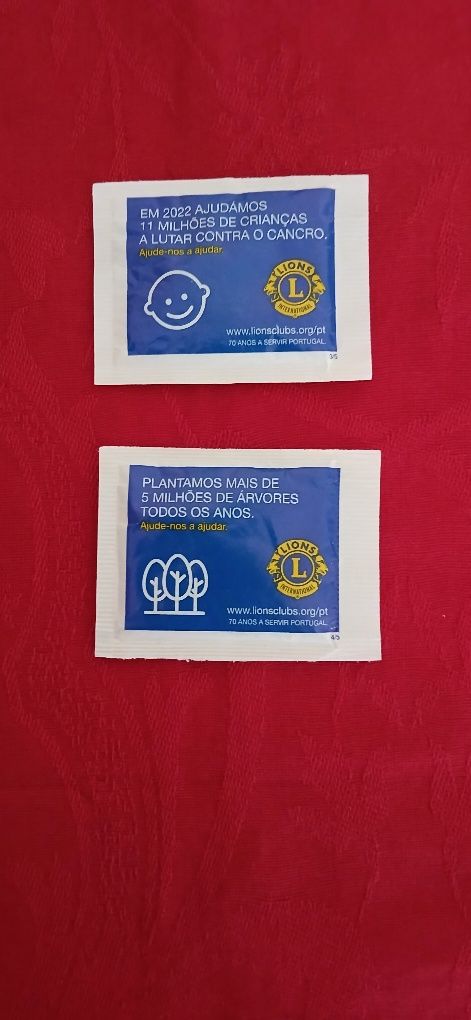 EM 2022 AJUDÁMOS
11 MILHÕES DE CRIANÇAS
A LUTAR CONTRA O CANCRO.
Ajude-nos a ajudar.
LIONS
L
INTERNATIONAL
www.lionsclubs.org/pt
70 ANOS A SERVIR PORTUGAL.
3/5
PLANTAMOS MAIS DE
5 MILHÕES DE ÁRVORES
TODOS OS ANOS.
Ajude-nos a ajudar.
LIONS
L
INTERNATIONAL
www.lionsclubs.org/pt
70 ANOS A SERVIR PORTUGAL.
4/5